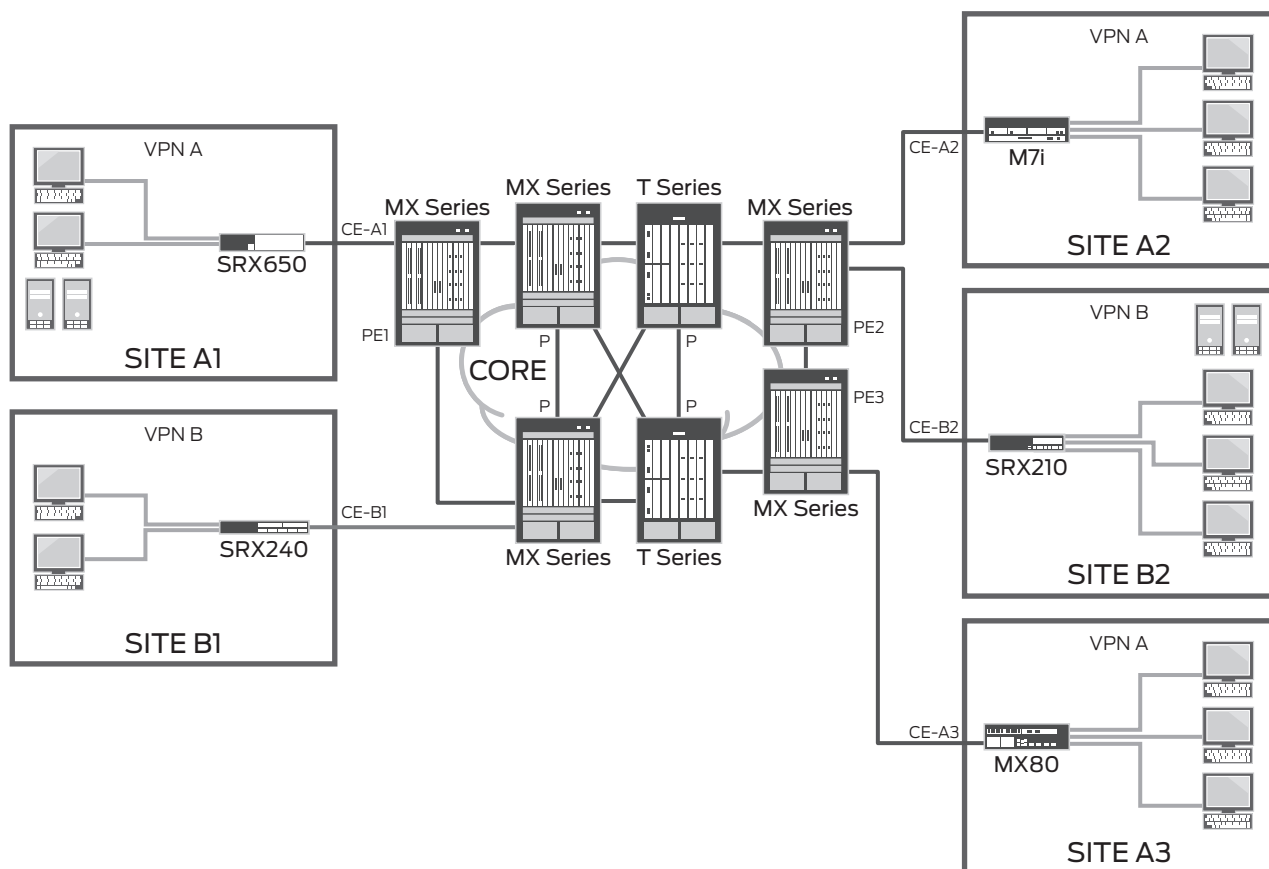 VPN A
SRX650
SITE A1
VPN B
SRX240
SITE B1
CE-A1
CE-B1
MX Series
MX Series
T Series
MX Series
PE1
P
P
PE2
CORE
P
P
PE3
MX Series
T Series
MX Series
CE-A2
CE-B2
CE-A3
VPN A
M7i
SITE A2
VPN B
SRX210
SITE B2
VPN A
MX80
SITE A3